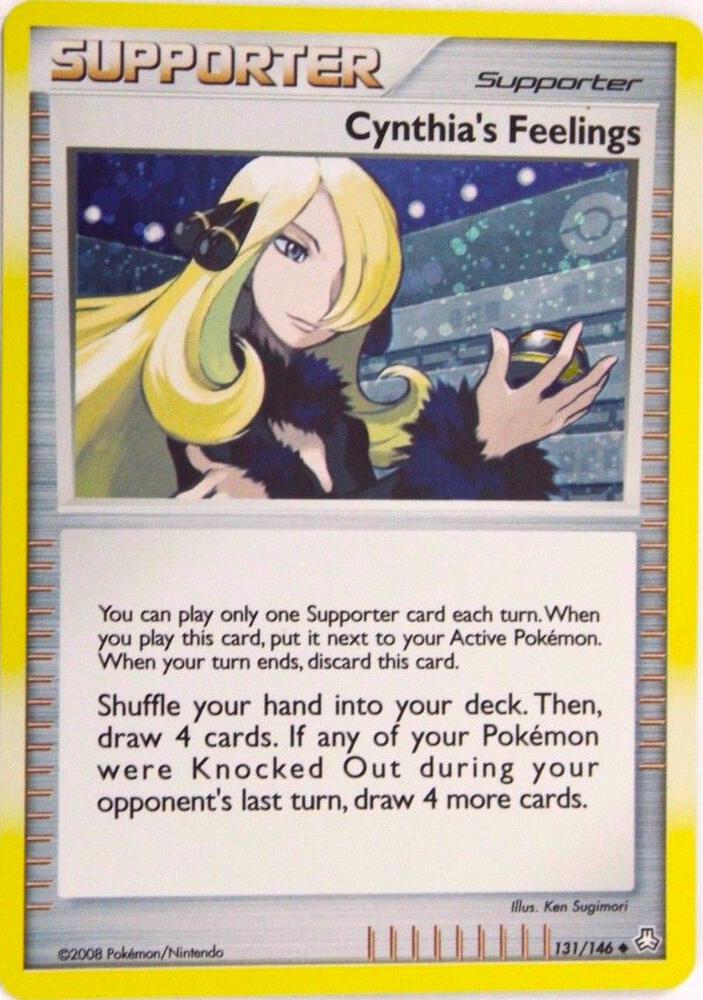 SUPPORTER
Supporter
Cynthia's Feelings
You can play only one Supporter card each turn. When
you play this card, put it next to your Active Pokémon.
When your turn ends, discard this card.
Shuffle your hand into your deck. Then,
draw 4 cards. If any of your Pokémon
were Knocked Out during your
opponent's last turn, draw 4 more cards.
Illus. Ken Sugimori
©2008 Pokémon/Nintendo
131/146